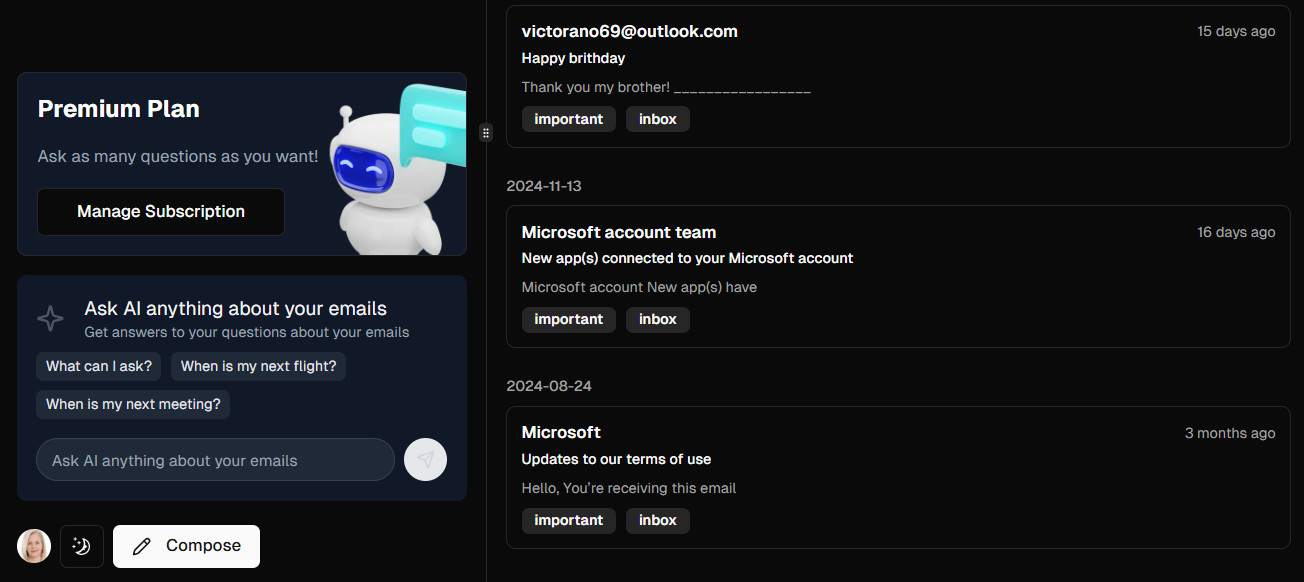 Premium Plan
Ask as many questions as you want!
Manage Subscription
Ask AI anything about your emails
Get answers to your questions about your emails
What can I ask? When is my next flight?
When is my next meeting?
Ask AI anything about your emails
Compose
victorano69@outlook.com 15 days ago
Happy brithday
Thank you my brother! _________________
important inbox
2024-11-13
Microsoft account team 16 days ago
New app(s) connected to your Microsoft account
Microsoft account New app(s) have
important inbox
2024-08-24
Microsoft 3 months ago
Updates to our terms of use
Hello, You’re receiving this email
important inbox